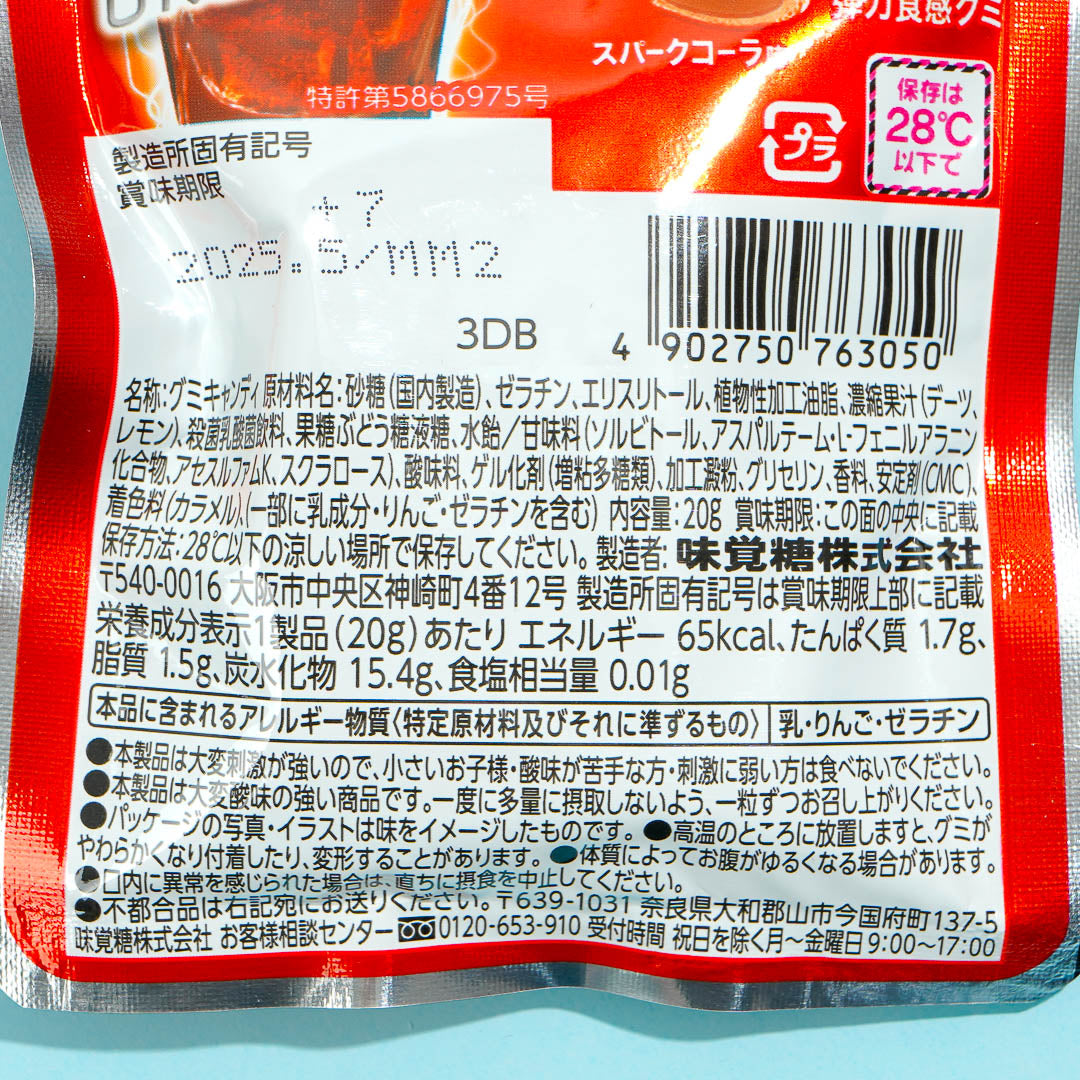 弾力食感グミ
スパークコーラ味
特許第5866975号
保存は
28℃
以下で
プラ
製造所固有記号
賞味期限
+7
2025.5/MM2
3DB
4 902750 763050
名称:グミキャンディ 原材料名:砂糖(国内製造)、ゼラチン、エリスリトール、植物性加工油脂、濃縮果汁(デーツ、
レモン)、殺菌乳酸菌飲料、果糖ぶどう糖液糖、水飴/甘味料(ソルビトール、アスパルテーム・L-フェニルアラニン
化合物、アセスルファムK、スクラロース)、酸味料、ゲル化剤(増粘多糖類)、加工澱粉、グリセリン、香料、安定剤(CMC)、
着色料(カラメル)、(一部に乳成分・りんご・ゼラチンを含む) 内容量:20g 賞味期限:この面の中央に記載
保存方法:28℃以下の涼しい場所で保存してください。製造者:味覚糖株式会社
〒540-0016 大阪市中央区神崎町4番12号 製造所固有記号は賞味期限上部に記載
栄養成分表示1製品(20g)あたり エネルギー 65kcal、たんぱく質 1.7g、
脂質 1.5g、炭水化物 15.4g、食塩相当量 0.01g
本品に含まれるアレルギー物質〈特定原材料及びそれに準ずるもの〉 乳・りんご・ゼラチン
●本製品は大変刺激が強いので、小さいお子様・酸味が苦手な方・刺激に弱い方は食べないでください。
●本製品は大変酸味の強い商品です。一度に多量に摂取しないよう、一粒ずつお召し上がりください。
●パッケージの写真・イラストは味をイメージしたものです。●高温のところに放置しますと、グミが
やわらかくなり付着したり、変形することがあります。●体質によってお腹がゆるくなる場合があります。
●口内に異常を感じられた場合は、直ちに摂食を中止してください。
●不都合品は右記宛にお送りください。〒639-1031 奈良県大和郡山市今国府町137-5
味覚糖株式会社 お客様相談センター 0120-653-910 受付時間 祝日を除く月～金曜日9:00～17:00